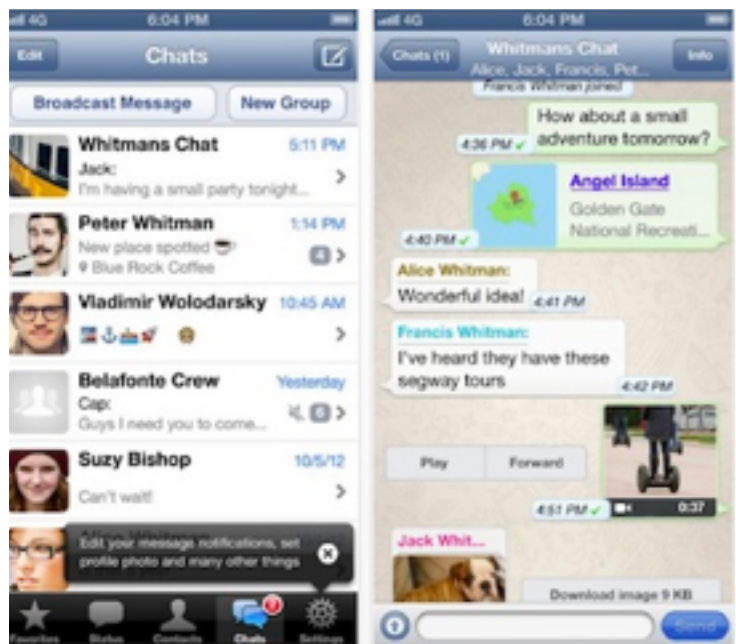 4G 6:04 PM
Edit Chats
Broadcast Message New Group
Whitmans Chat 5:11 PM
Jack:
I'm having a small party tonight...
Peter Whitman 1:14 PM
New place spotted
Blue Rock Coffee
4
Vladimir Wolodarsky 10:45 AM
Belafonte Crew Yesterday
Cap:
Guys I need you to come...
6
Suzy Bishop 10/5/12
Can't wait!
Edit your message notifications, set
profile photo and many other things
Favorites Status Contacts Chats Settings
4G 6:04 PM
Chats (1) Whitmans Chat Info
Alice, Jack, Francis, Pet...
Francis Whitman joined
How about a small
adventure tomorrow?
4:36 PM
Angel Island
Golden Gate
National Recreati...
4:40 PM
Alice Whitman:
Wonderful idea! 4:41 PM
Francis Whitman:
I've heard they have these
segway tours
4:42 PM
Play Forward
4:51 PM 0:37
Jack Whit...
Download image 9 KB
Send